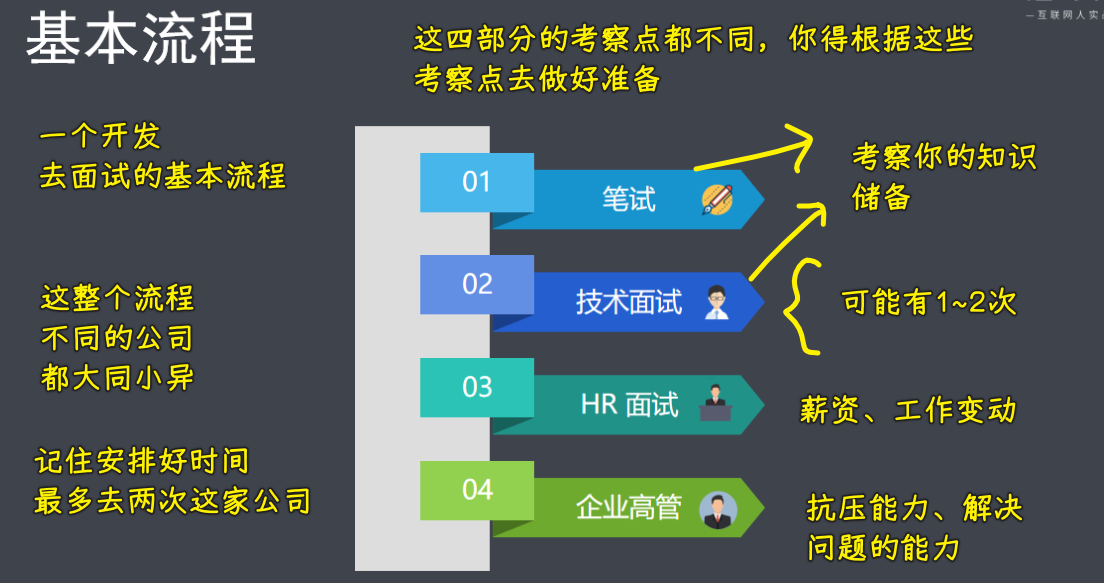 基本流程
一互联网人实
这四部分的考察点都不同，你得根据这些
考察点去做好准备
一个开发
去面试的基本流程
01
笔试
考察你的知识
储备
02
技术面试
可能有1~2次
这整个流程
不同的公司
都大同小异
03
HR 面试
薪资、工作变动
记住安排好时间
最多去两次这家公司
04
企业高管
抗压能力、解决
问题的能力